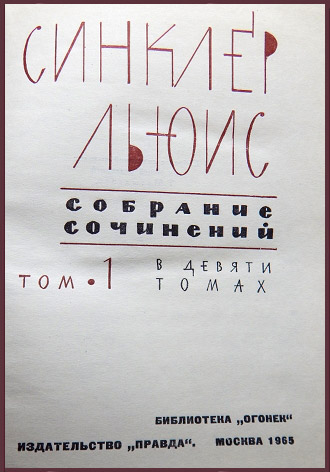 СИНКЛЕР
ЛЬЮИС
СОБРАНИЕ
СОЧИНЕНИЙ
ТОМ • 1
В ДЕВЯТИ
ТОМАХ
БИБЛИОТЕКА „ОГОНЕК“
ИЗДАТЕЛЬСТВО „ПРАВДА“. МОСКВА 1965